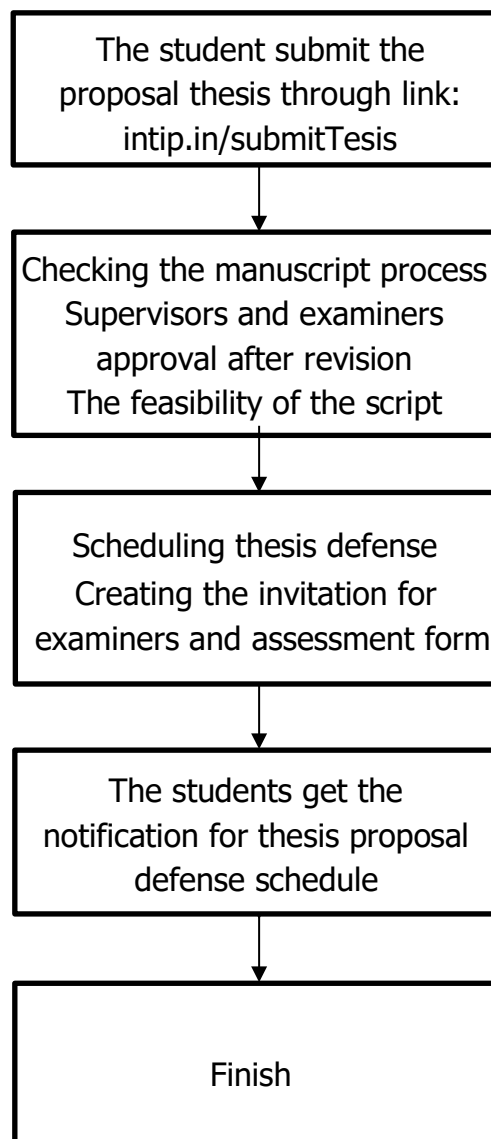 The student submit the
proposal thesis through link:
intip.in/submitTesis
Checking the manuscript process
Supervisors and examiners
approval after revision
The feasibility of the script
Scheduling thesis defense
Creating the invitation for
examiners and assessment form
The students get the
notification for thesis proposal
defense schedule
Finish